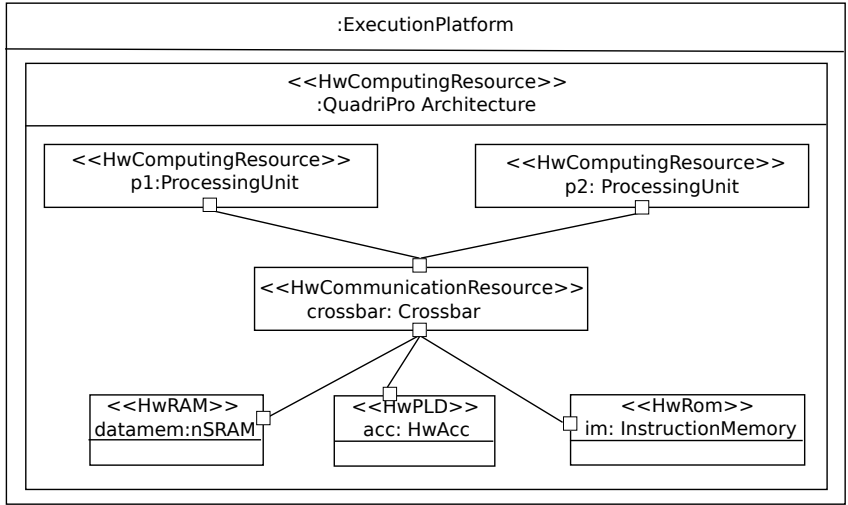 :ExecutionPlatform
<<HwComputingResource>>
:QuadriPro Architecture
<<HwComputingResource>>
p1:ProcessingUnit
<<HwComputingResource>>
p2: ProcessingUnit
<<HwCommunicationResource>>
crossbar: Crossbar
<<HwRAM>>
datamem:nSRAM
<<HwPLD>>
acc: HwAcc
<<HwRom>>
im: InstructionMemory